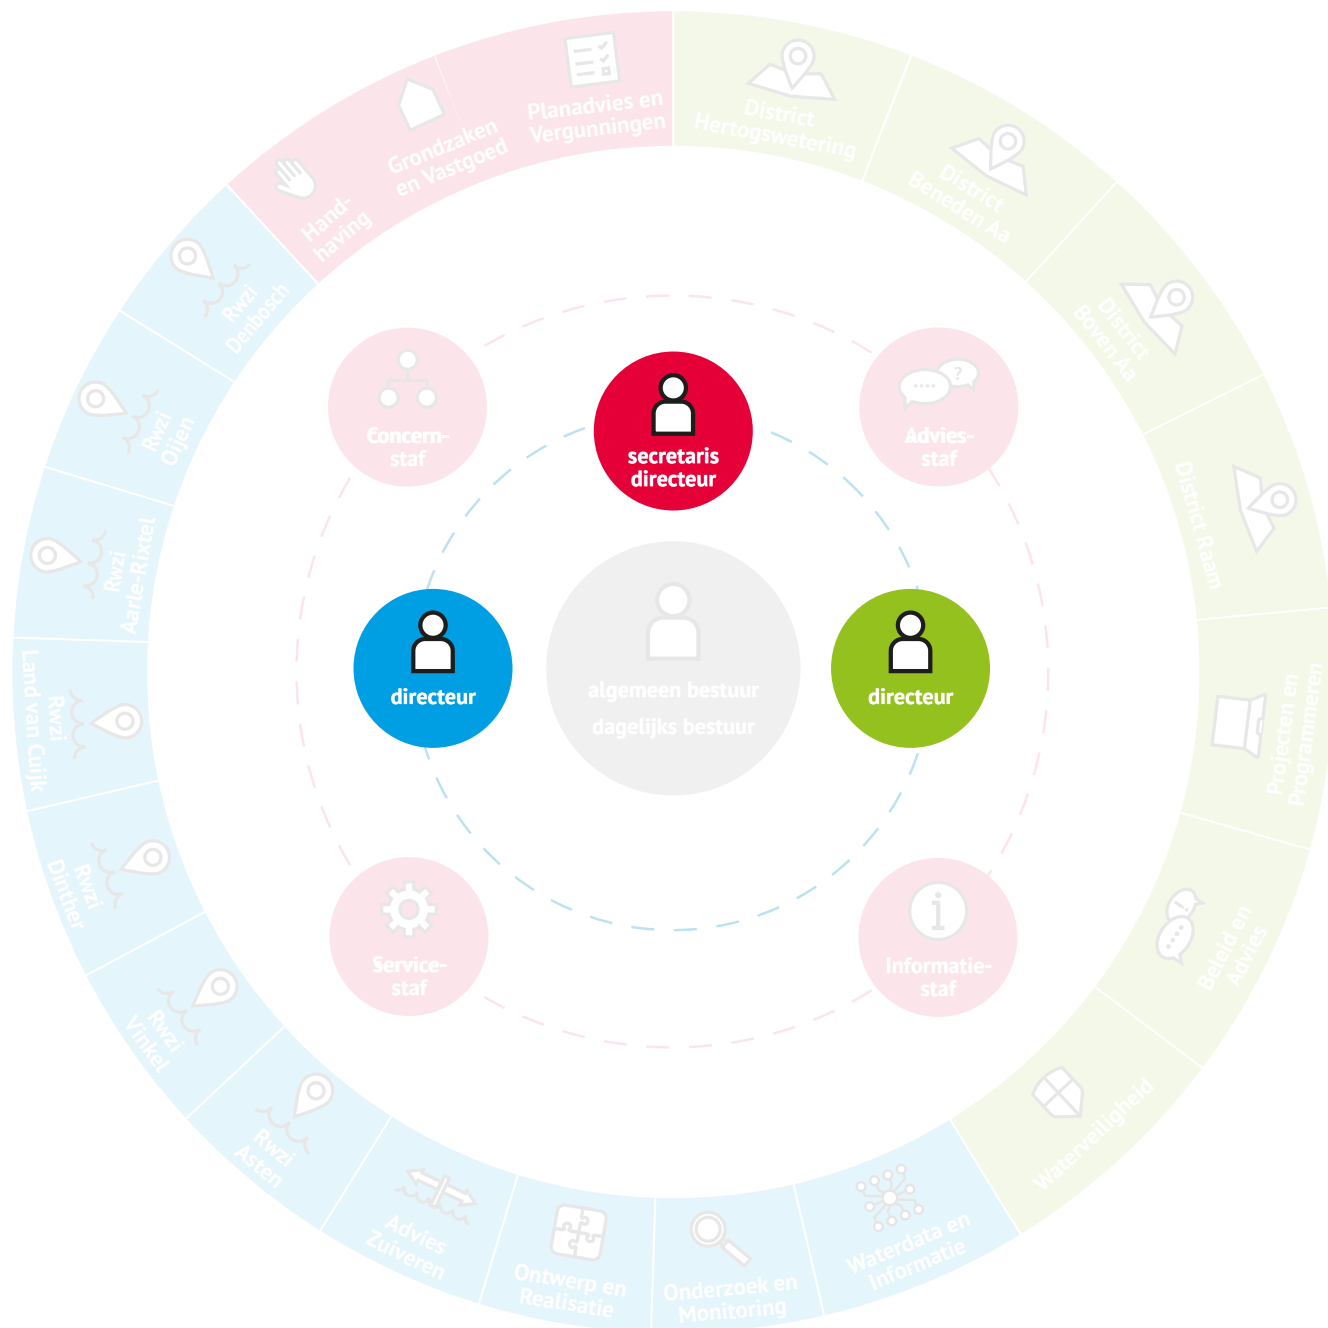 Planadvies en
Vergunningen
Grondzaken
en Vastgoed
Hand-
having
District
Hertogswetering
District
Beneden Aa
District
Boven Aa
District Raam
Projecten en
Programmeren
Beleid en
Advies
Waterveiligheid
Waterdata en
Informatie
Onderzoek en
Monitoring
Ontwerp en
Realisatie
Advies
Zuiveren
Rwzi
Asten
Rwzi
Vinkel
Rwzi
Dinther
Rwzi
Land van Cuijk
Rwzi
Aarle-Rixtel
Rwzi
Oijen
Rwzi
Denbosch
Concern-
staf
secretaris
directeur
?
Advies-
staf
directeur
algemeen bestuur
dagelijks bestuur
directeur
Service-
staf
i
Informatie-
staf
!